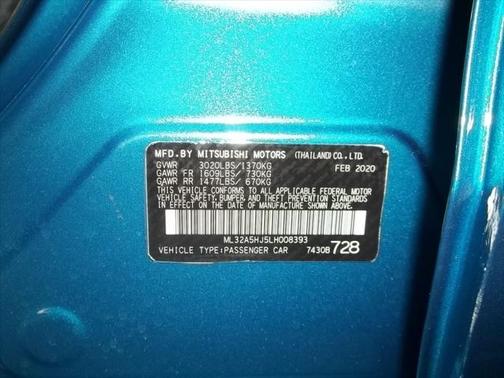 MFD.BY MITSUBISHI MOTORS (THAILAND) CO., LTD.
GVWR 3020LBS/1370KG FEB 2020
GAWR FR 1609LBS/ 730KG
GAWR RR 1477LBS/ 670KG
THIS VEHICLE CONFORMS TO ALL APPLICABLE FEDERAL MOTOR
VEHICLE SAFETY, BUMPER, AND THEFT PREVENTION STANDARDS
IN EFFECT ON THE DATE OF MANUFACTURE SHOWN ABOVE.
ML32A5HJ5LH008393
VEHICLE TYPE:PASSENGER CAR 74308 728